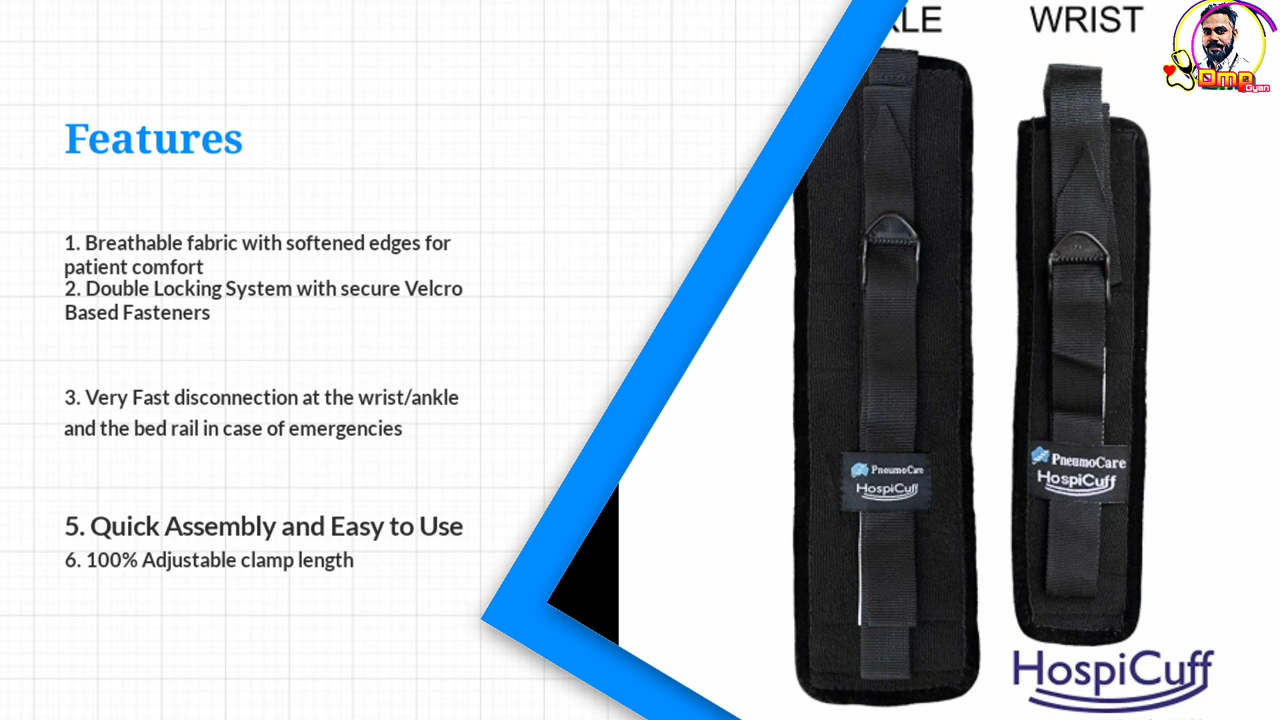 Features
1. Breathable fabric with softened edges for
patient comfort
2. Double Locking System with secure Velcro
Based Fasteners
3. Very Fast disconnection at the wrist/ankle
and the bed rail in case of emergencies
5. Quick Assembly and Easy to Use
6. 100% Adjustable clamp length
WRIST
Gyan
PneumoCare
HospiCuff
PneumoCare
HospiCuff
HospiCuff